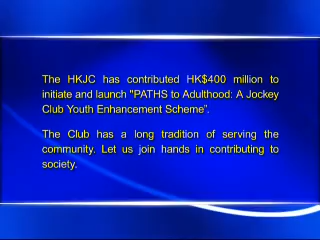 The HKJC has contributed HK$400 million to
initiate and launch "PATHS to Adulthood: A Jockey
Club Youth Enhancement Scheme”.
The Club has a long tradition of serving the
community. Let us join hands in contributing to
society.